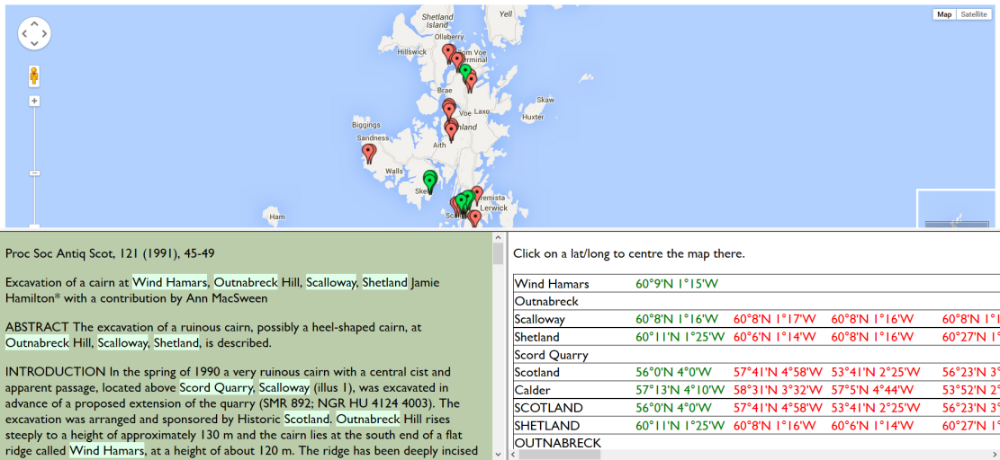 Shetland
Island
Yell
Map
Satellite
Ollaberry
Hillswick
om Voe
erminal
Brae
Skaw
Voe
Laxo
Huxter
Biggings
nland
Sandness
Aith
Walls
Ske
remista
Lerwick
Scal
Ham
Proc Soc Antiq Scot, 121 (1991), 45-49
Excavation of a cairn at Wind Hamars, Outnabreck Hill, Scalloway, Shetland Jamie
Hamilton* with a contribution by Ann MacSween
ABSTRACT The excavation of a ruinous cairn, possibly a heel-shaped cairn, at
Outnabreck Hill, Scalloway, Shetland, is described.
INTRODUCTION In the spring of 1990 a very ruinous cairn with a central cist and
apparent passage, located above Scord Quarry, Scalloway (illus 1), was excavated in
advance of a proposed extension of the quarry (SMR 892; NGR HU 4124 4003). The
excavation was arranged and sponsored by Historic Scotland. Outnabreck Hill rises
steeply to a height of approximately 130 m and the cairn lies at the south end of a flat
ridge called Wind Hamars, at a height of about 120 m. The ridge has been deeply incised
Click on a lat/long to centre the map there.
Wind Hamars 60°9'N 1°15'W
Outnabreck
Scalloway 60°8'N 1°16'W 60°8'N 1°17'W 60°8'N 1°16'W 60°8'N 1°1
Shetland 60°11'N 1°25'W 60°6'N 1°14'W 60°8'N 1°16'W 60°27'N 1°
Scord Quarry
Scotland 56°0'N 4°0'W 57°41'N 4°58'W 53°41'N 2°25'W 56°23'N 3°
Calder 57°13'N 4°10'W 58°31'N 3°32'W 57°5'N 4°44'W 53°52'N 2°
SCOTLAND 56°0'N 4°0'W 57°41'N 4°58'W 53°41'N 2°25'W 56°23'N 3°
SHETLAND 60°11'N 1°25'W 60°8'N 1°16'W 60°6'N 1°14'W 60°27'N 1°
OUTNABRECK